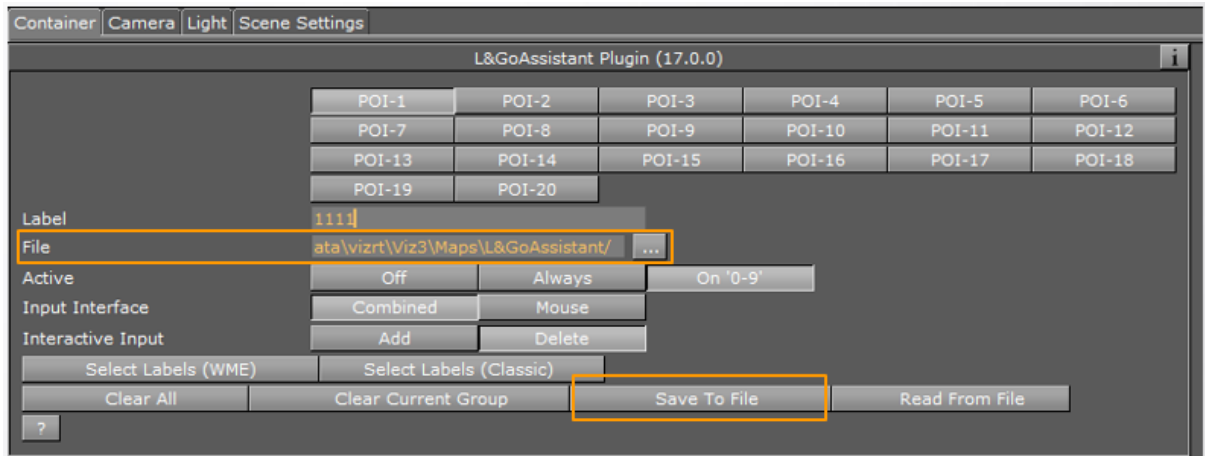 Container Camera Light Scene Settings
L&GoAssistant Plugin (17.0.0) i
POI-1 POI-2 POI-3 POI-4 POI-5 POI-6
POI-7 POI-8 POI-9 POI-10 POI-11 POI-12
POI-13 POI-14 POI-15 POI-16 POI-17 POI-18
POI-19 POI-20
Label 1111
File ata\vizrt\Viz3\Maps\L&GoAssistant/ ...
Active Off Always On '0-9'
Input Interface Combined Mouse
Interactive Input Add Delete
Select Labels (WME) Select Labels (Classic)
Clear All Clear Current Group Save To File Read From File
?